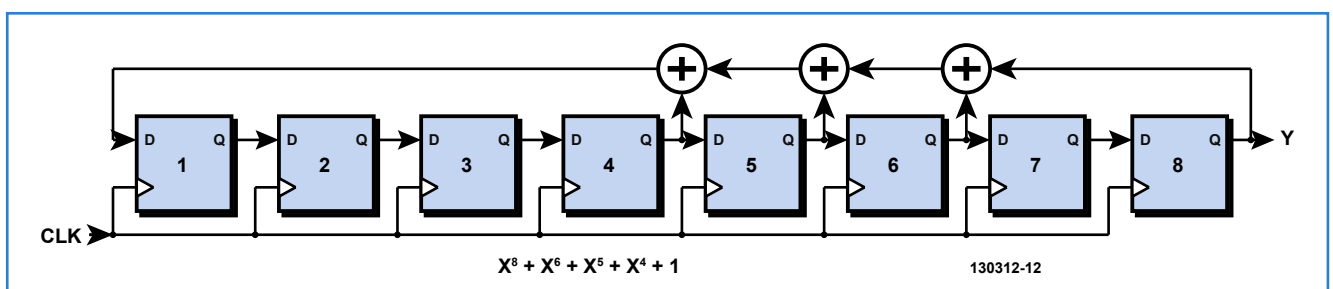 + + +
D Q D Q D Q D Q D Q D Q D Q D Q Y
1 2 3 4 5 6 7 8
CLK
X⁸ + X⁶ + X⁵ + X⁴ + 1
130312-12